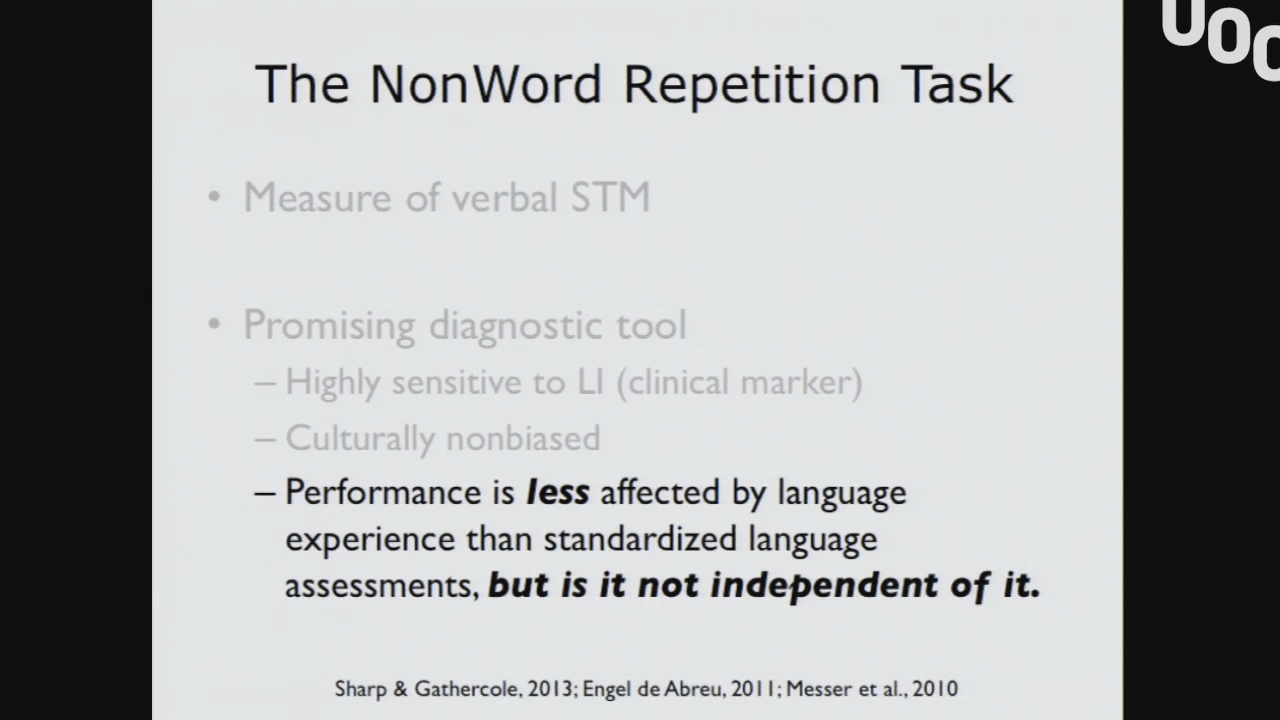 UOC
The NonWord Repetition Task
• Measure of verbal STM
• Promising diagnostic tool
– Highly sensitive to LI (clinical marker)
– Culturally nonbiased
– Performance is less affected by language
experience than standardized language
assessments, but is it not independent of it.
Sharp & Gathercole, 2013; Engel de Abreu, 2011; Messer et al., 2010